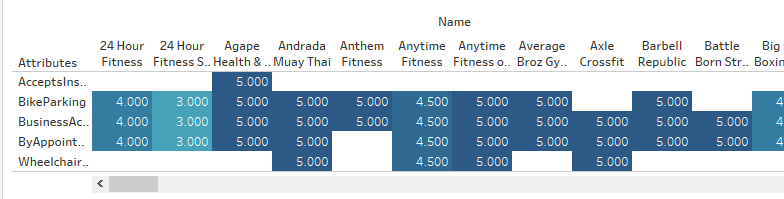 Name
Attributes 24 Hour Fitness 24 Hour Fitness S.. Agape Health & .. Andrada Muay Thai Anthem Fitness Anytime Fitness Anytime Fitness o.. Average Broz Gy.. Axle Crossfit Barbell Republic Battle Born Str.. Big Boxin
AcceptsIns.. 5.000
BikeParking 4.000 3.000 5.000 5.000 5.000 4.500 5.000 5.000 5.000 4
BusinessAc.. 4.000 3.000 5.000 5.000 5.000 4.500 5.000 5.000 5.000 5.000 5.000 4
ByAppoint.. 4.000 3.000 5.000 5.000 4.500 5.000 5.000 5.000 5.000 5.000 4
Wheelchair.. 5.000 4.500 5.000 5.000